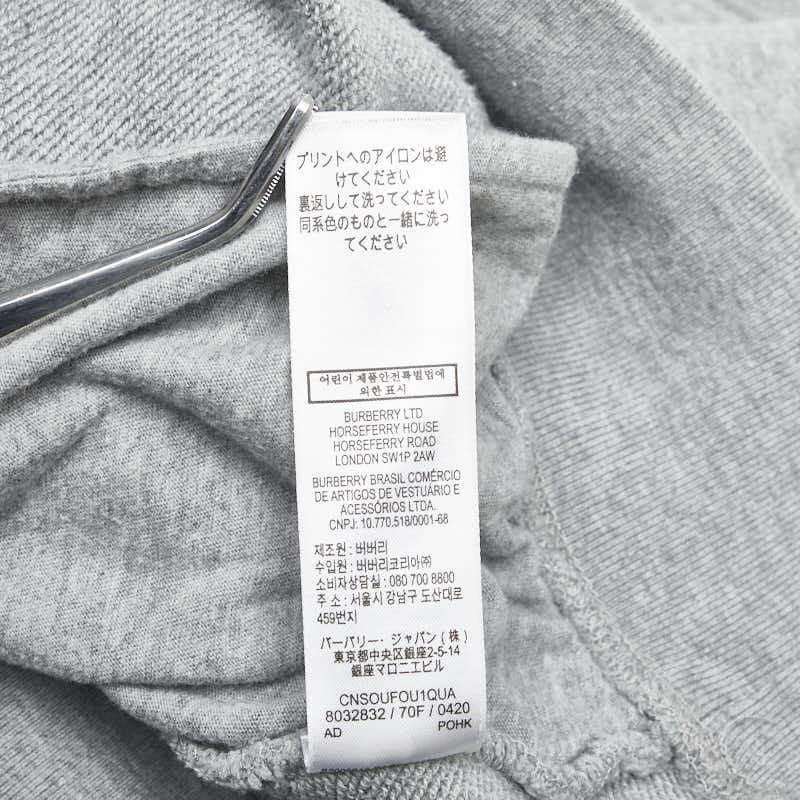 プリントへのアイロンは避
けてください
裏返しして洗ってください
同系色のものと一緒に洗っ
てください
어린이 제품안전특별법에
의한 표시
BURBERRY LTD
HORSEFERRY HOUSE
HORSEFERRY ROAD
LONDON SW1P 2AW
BURBERRY BRASIL COMÉRCIO
DE ARTIGOS DE VESTUÁRIO E
ACESSÓRIOS LTDA.
CNPJ: 10.770.518/0001-68
제조원 : 버버리
수입원 : 버버리코리아㈜
소비자상담실 : 080 700 8800
주 소 : 서울시 강남구 도산대로
459번지
バーバリー・ジャパン ( 株 )
東京都中央区銀座2-5-14
銀座マロニエビル
CNSOUFOU1QUA
8032832 / 70F / 0420
AD POHK